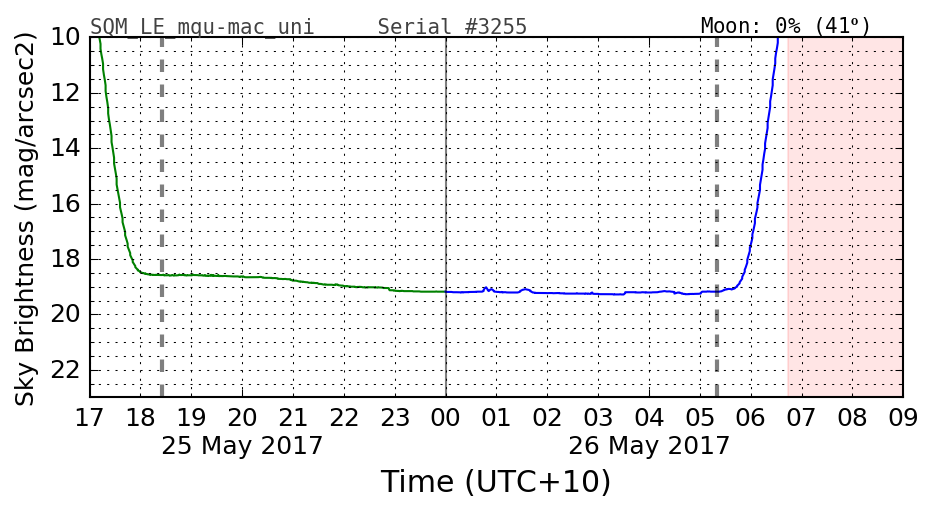 SQM_LE_mqu-mac_uni Serial #3255 Moon: 0% (41°)
10
12
14
16
18
20
22
Sky Brightness (mag/arcsec2)
17 18 19 20 21 22 23 00 01 02 03 04 05 06 07 08 09
25 May 2017 26 May 2017
Time (UTC+10)